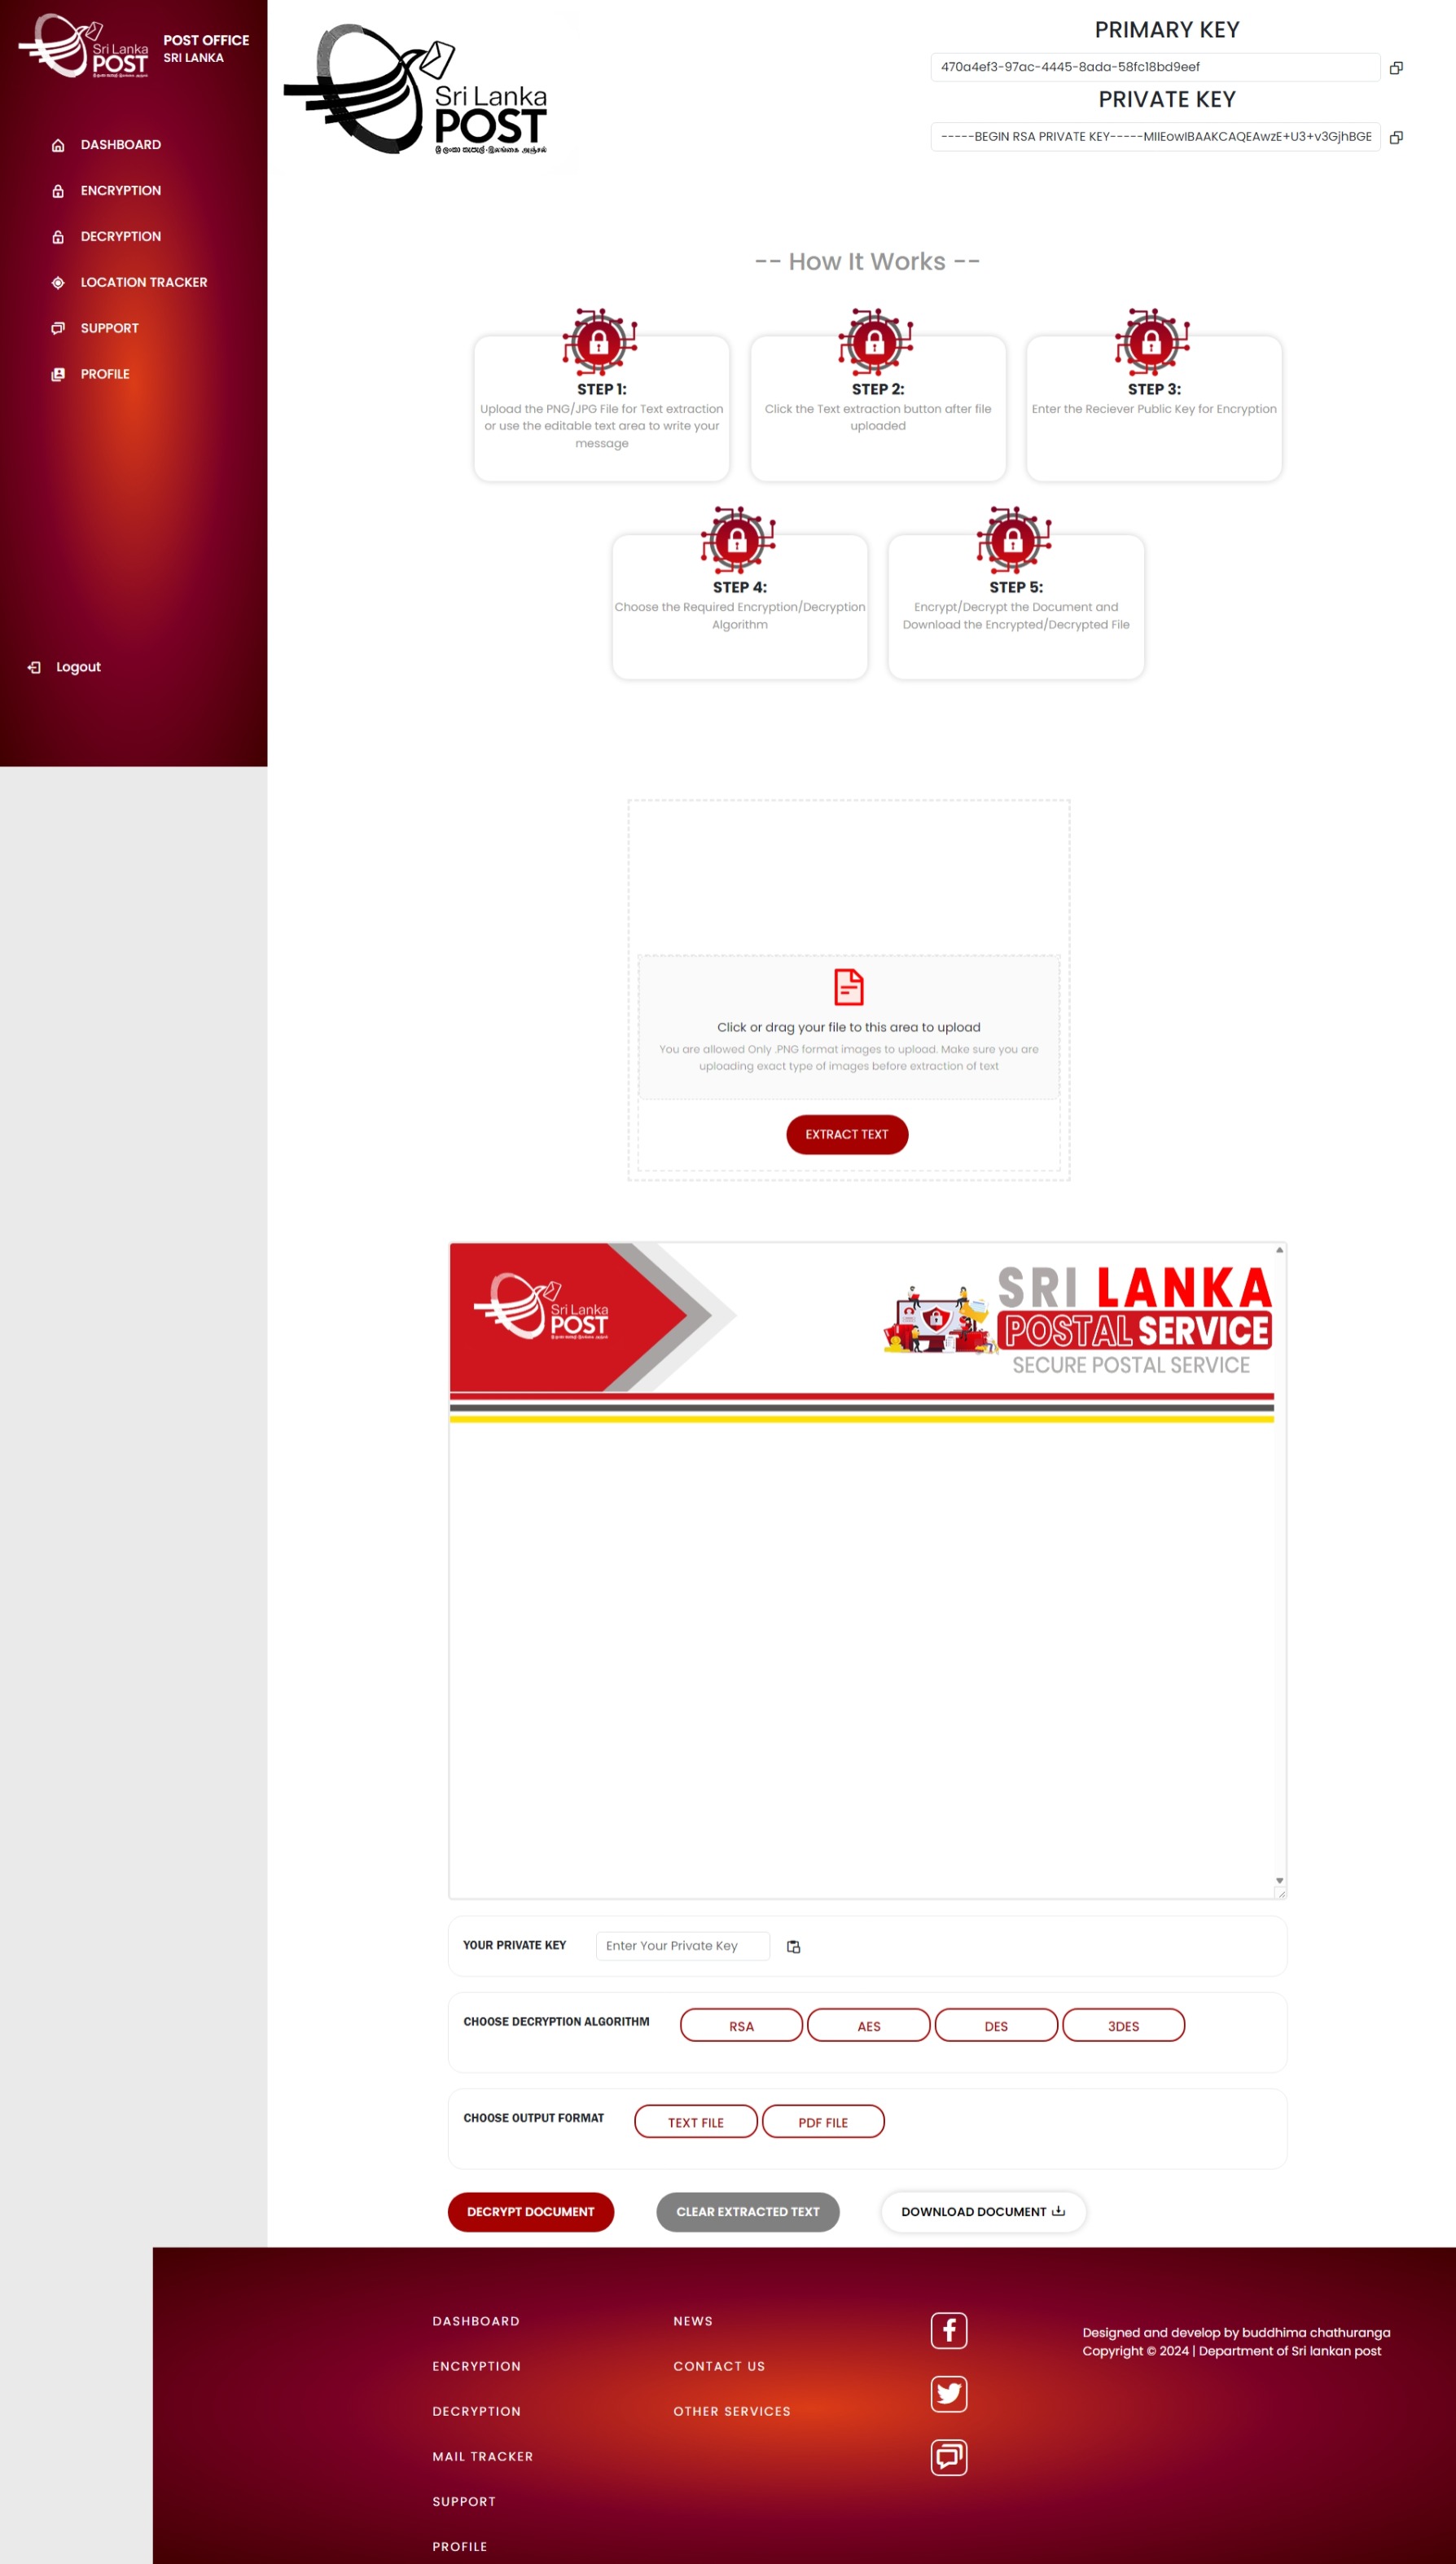 Sri Lanka
POST
ශ්‍රී ලංකා තැපැල් · இலங்கை அஞ்சல்
POST OFFICE
SRI LANKA
DASHBOARD
ENCRYPTION
DECRYPTION
LOCATION TRACKER
SUPPORT
PROFILE
Logout
Sri Lanka
POST
ශ්‍රී ලංකා තැපැල් · இலங்கை அஞ்சல்
PRIMARY KEY
470a4ef3-97ac-4445-8ada-58fc18bd9eef
PRIVATE KEY
-----BEGIN RSA PRIVATE KEY-----MIIEowIBAAKCAQEAwzE+U3+v3GjhBGE
-- How It Works --
STEP 1:
Upload the PNG/JPG File for Text extraction
or use the editable text area to write your
message
STEP 2:
Click the Text extraction button after file
uploaded
STEP 3:
Enter the Reciever Public Key for Encryption
STEP 4:
Choose the Required Encryption/Decryption
Algorithm
STEP 5:
Encrypt/Decrypt the Document and
Download the Encrypted/Decrypted File
Click or drag your file to this area to upload
You are allowed Only .PNG format images to upload. Make sure you are
uploading exact type of images before extraction of text
EXTRACT TEXT
Sri Lanka
POST
SRI LANKA
POSTAL SERVICE
SECURE POSTAL SERVICE
YOUR PRIVATE KEY
Enter Your Private Key
CHOOSE DECRYPTION ALGORITHM
RSA
AES
DES
3DES
CHOOSE OUTPUT FORMAT
TEXT FILE
PDF FILE
DECRYPT DOCUMENT
CLEAR EXTRACTED TEXT
DOWNLOAD DOCUMENT
DASHBOARD
ENCRYPTION
DECRYPTION
MAIL TRACKER
SUPPORT
PROFILE
NEWS
CONTACT US
OTHER SERVICES
Designed and develop by buddhima chathuranga
Copyright © 2024 | Department of Sri lankan post